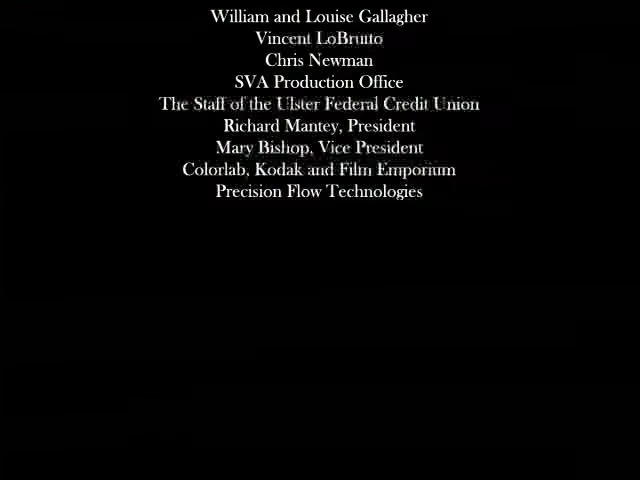 William and Louise Gallagher
Vincent LoBrutto
Chris Newman
SVA Production Office
The Staff of the Ulster Federal Credit Union
Richard Mantey, President
Mary Bishop, Vice President
Colorlab, Kodak and Film Emporium
Precision Flow Technologies